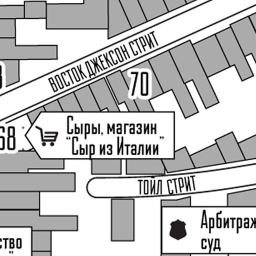 ВОСТОК ДЖЕКСОН СТРИТ
70
68
Сыры, магазин
"Сыр из Италии"
ТОЙЛ СТРИТ
Арбитраж
суд
ство